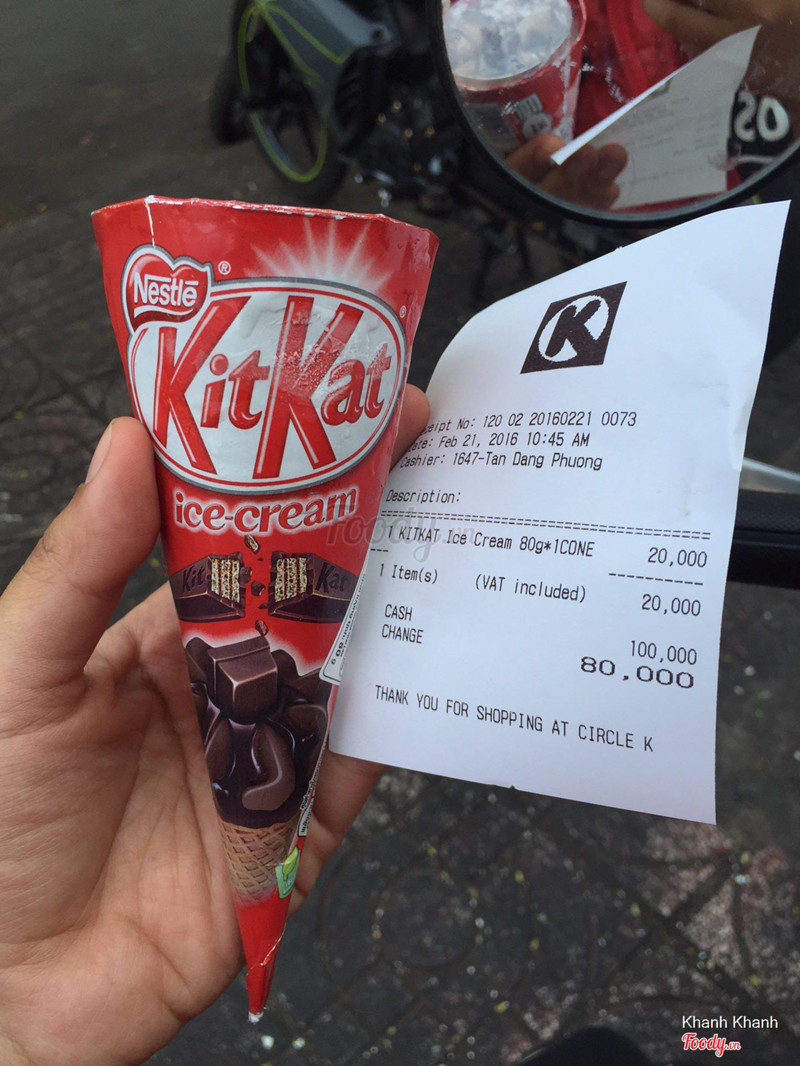 Nestlé ®
KitKat ®
ice-cream
Kit Kat
K
Receipt No: 120 02 20160221 0073
Date: Feb 21, 2016 10:45 AM
Cashier: 1647-Tan Dang Phuong
Description:
1 KITKAT Ice Cream 80g*1CONE 20,000
1 Item(s) (VAT included) 20,000
CASH 100,000
CHANGE 80,000
THANK YOU FOR SHOPPING AT CIRCLE K
foody.vn
Khanh Khanh
Foody.vn